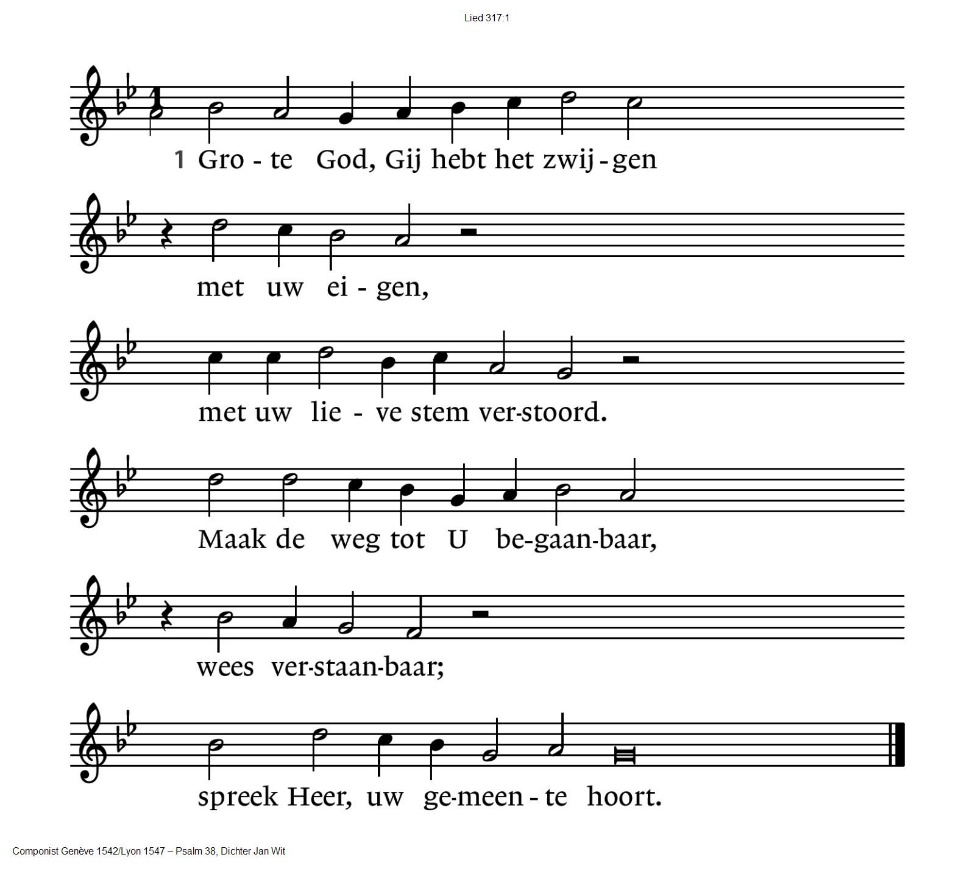 Lied 317:1
1 Gro - te God, Gij hebt het zwij - gen
met uw ei - gen,
met uw lie - ve stem ver-stoord.
Maak de weg tot U be-gaan-baar,
wees ver-staan-baar;
spreek Heer, uw ge-meen - te hoort.
Componist Genève 1542/Lyon 1547 – Psalm 38, Dichter Jan Wit